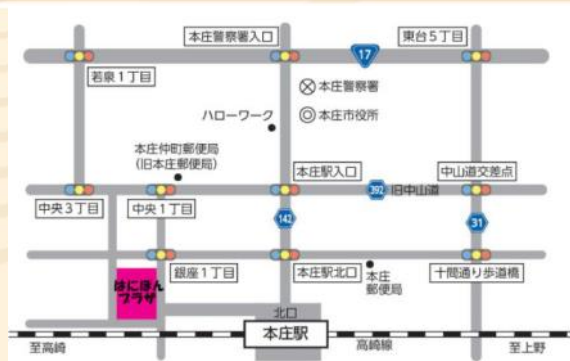 本庄警察署入口
東台5丁目
17
若泉1丁目
本庄警察署
本庄市役所
ハローワーク
本庄仲町郵便局
(旧本庄郵便局)
本庄駅入口
中山道交差点
392
旧中山道
中央3丁目
中央1丁目
142
31
銀座1丁目
本庄駅北口
本庄
郵便局
十間通り歩道橋
はにぽん
プラザ
北口
本庄駅
至高崎
高崎線
至上野